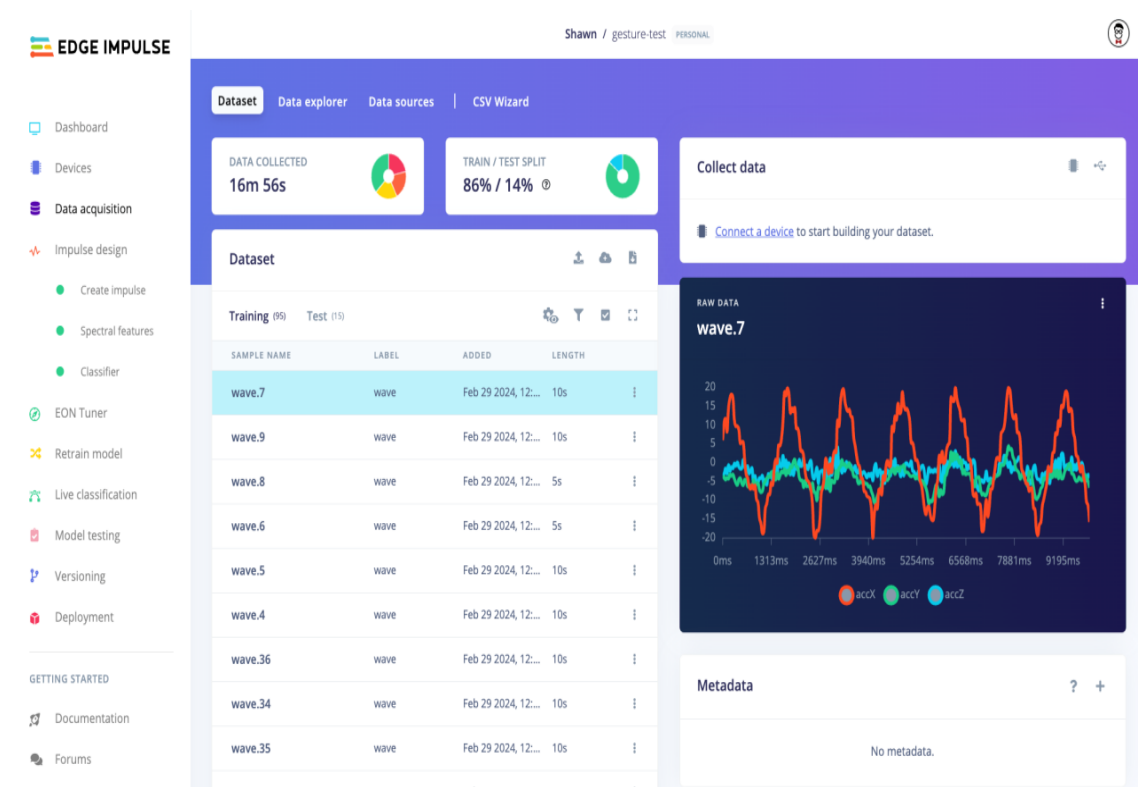 EDGE IMPULSE
Dashboard
Devices
Data acquisition
Impulse design
Create impulse
Spectral features
Classifier
EON Tuner
Retrain model
Live classification
Model testing
Versioning
Deployment
GETTING STARTED
Documentation
Forums
Shawn / gesture-test PERSONAL
Dataset Data explorer Data sources | CSV Wizard
DATA COLLECTED
16m 56s
TRAIN / TEST SPLIT
86% / 14% ?
Dataset
Training (95) Test (15)
SAMPLE NAME LABEL ADDED LENGTH
wave.7 wave Feb 29 2024, 12:... 10s
wave.9 wave Feb 29 2024, 12:... 10s
wave.8 wave Feb 29 2024, 12:... 5s
wave.6 wave Feb 29 2024, 12:... 5s
wave.5 wave Feb 29 2024, 12:... 10s
wave.4 wave Feb 29 2024, 12:... 10s
wave.36 wave Feb 29 2024, 12:... 10s
wave.34 wave Feb 29 2024, 12:... 10s
wave.35 wave Feb 29 2024, 12:... 10s
Collect data
Connect a device to start building your dataset.
RAW DATA
wave.7
20
15
10
5
0
-5
-10
-15
-20
0ms 1313ms 2627ms 3940ms 5254ms 6568ms 7881ms 9195ms
accX accY accZ
Metadata ? +
No metadata.